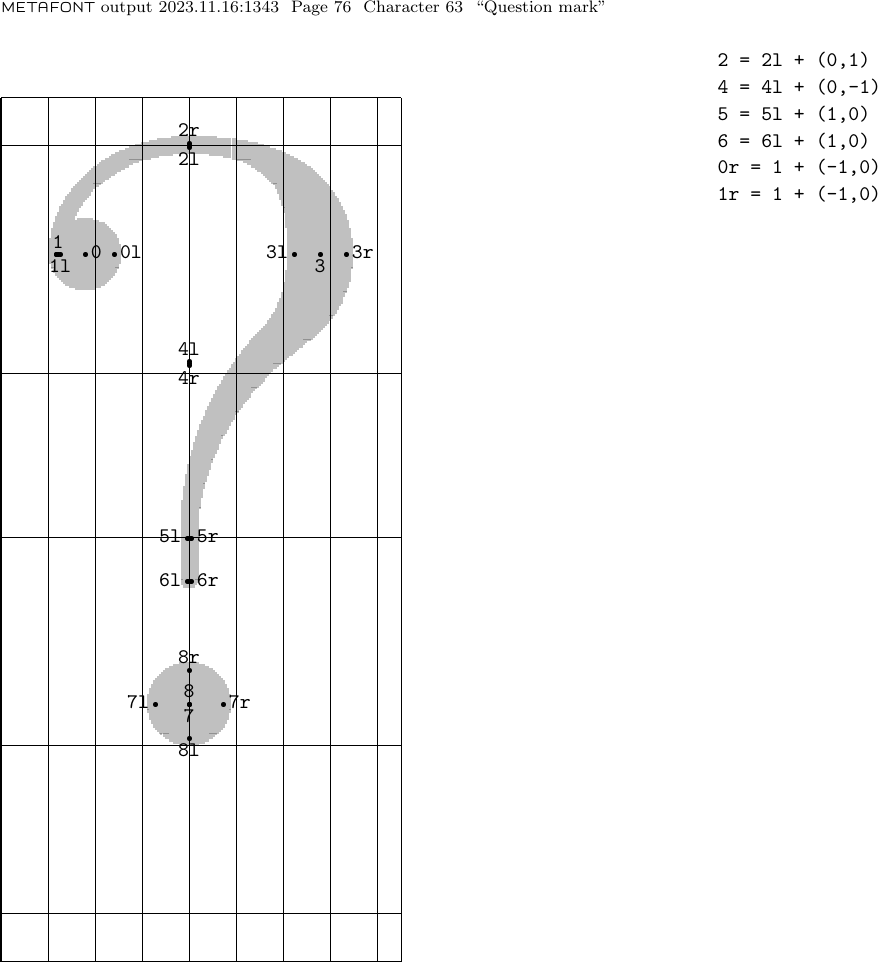 METAFONT output 2023.11.16:1343 Page 76 Character 63 “Question mark”
2 = 2l + (0,1)
4 = 4l + (0,-1)
5 = 5l + (1,0)
6 = 6l + (1,0)
0r = 1 + (-1,0)
1r = 1 + (-1,0)
2r
2l
1
0 0l 3l 3r
1l 3
4l
4r
5l 5r
6l 6r
8r
8
7l 7r
7
8l